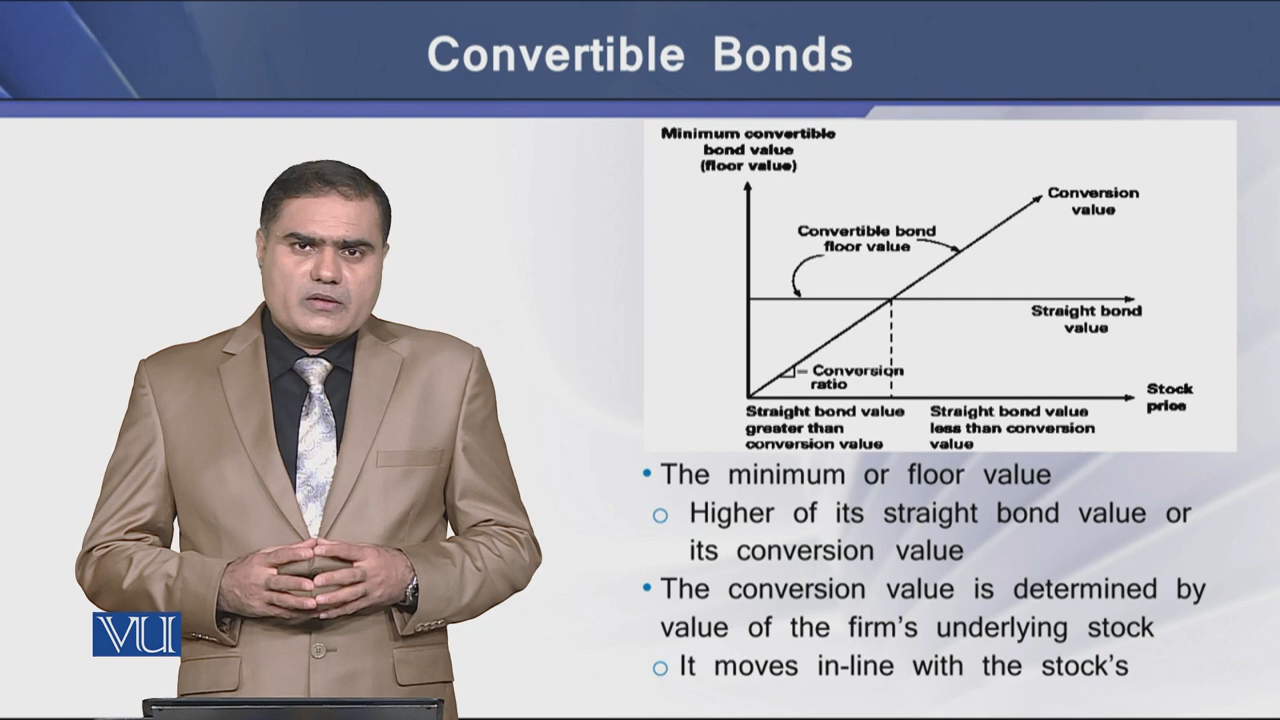 Convertible Bonds
Minimum convertible
bond value
(floor value)
Conversion
value
Convertible bond
floor value
Straight bond
value
Conversion
ratio
Stock
price
Straight bond value
greater than
conversion value
Straight bond value
less than conversion
value
• The minimum or floor value
o Higher of its straight bond value or
its conversion value
• The conversion value is determined by
value of the firm's underlying stock
o It moves in-line with the stock's
VU